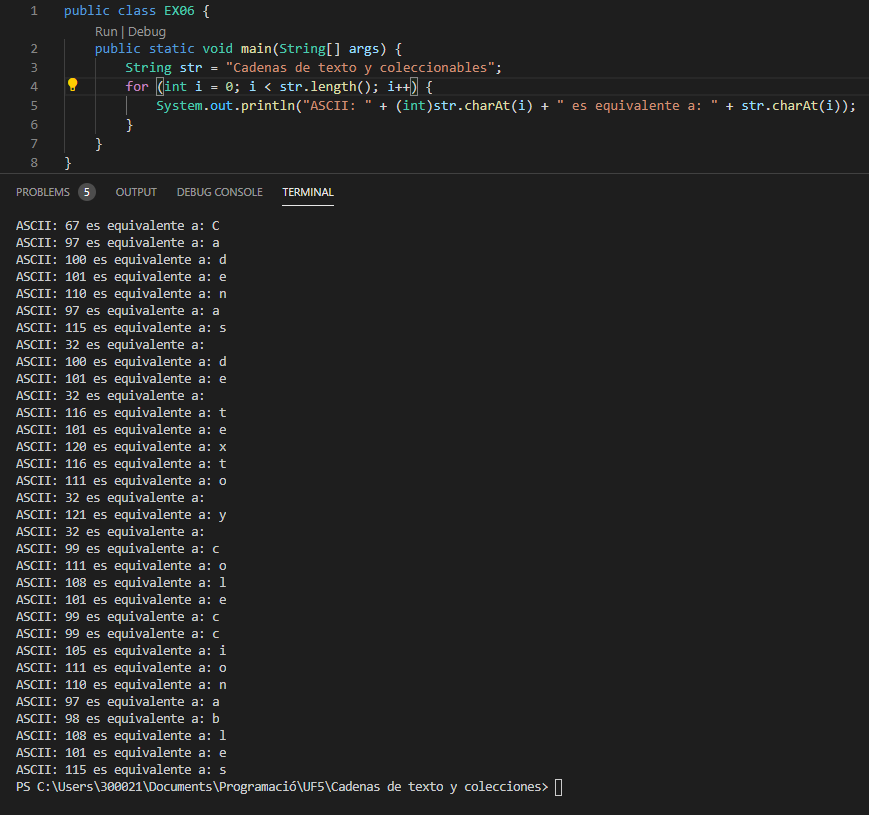 1 public class EX06 {
Run | Debug
2 public static void main(String[] args) {
3 String str = "Cadenas de texto y coleccionables";
4 for (int i = 0; i < str.length(); i++) {
5 System.out.println("ASCII: " + (int)str.charAt(i) + " es equivalente a: " + str.charAt(i));
6 }
7 }
8 }
PROBLEMS 5 OUTPUT DEBUG CONSOLE TERMINAL
ASCII: 67 es equivalente a: C
ASCII: 97 es equivalente a: a
ASCII: 100 es equivalente a: d
ASCII: 101 es equivalente a: e
ASCII: 110 es equivalente a: n
ASCII: 97 es equivalente a: a
ASCII: 115 es equivalente a: s
ASCII: 32 es equivalente a:
ASCII: 100 es equivalente a: d
ASCII: 101 es equivalente a: e
ASCII: 32 es equivalente a:
ASCII: 116 es equivalente a: t
ASCII: 101 es equivalente a: e
ASCII: 120 es equivalente a: x
ASCII: 116 es equivalente a: t
ASCII: 111 es equivalente a: o
ASCII: 32 es equivalente a:
ASCII: 121 es equivalente a: y
ASCII: 32 es equivalente a:
ASCII: 99 es equivalente a: c
ASCII: 111 es equivalente a: o
ASCII: 108 es equivalente a: l
ASCII: 101 es equivalente a: e
ASCII: 99 es equivalente a: c
ASCII: 99 es equivalente a: c
ASCII: 105 es equivalente a: i
ASCII: 111 es equivalente a: o
ASCII: 110 es equivalente a: n
ASCII: 97 es equivalente a: a
ASCII: 98 es equivalente a: b
ASCII: 108 es equivalente a: l
ASCII: 101 es equivalente a: e
ASCII: 115 es equivalente a: s
PS C:\Users\300021\Documents\Programació\UF5\Cadenas de texto y colecciones>